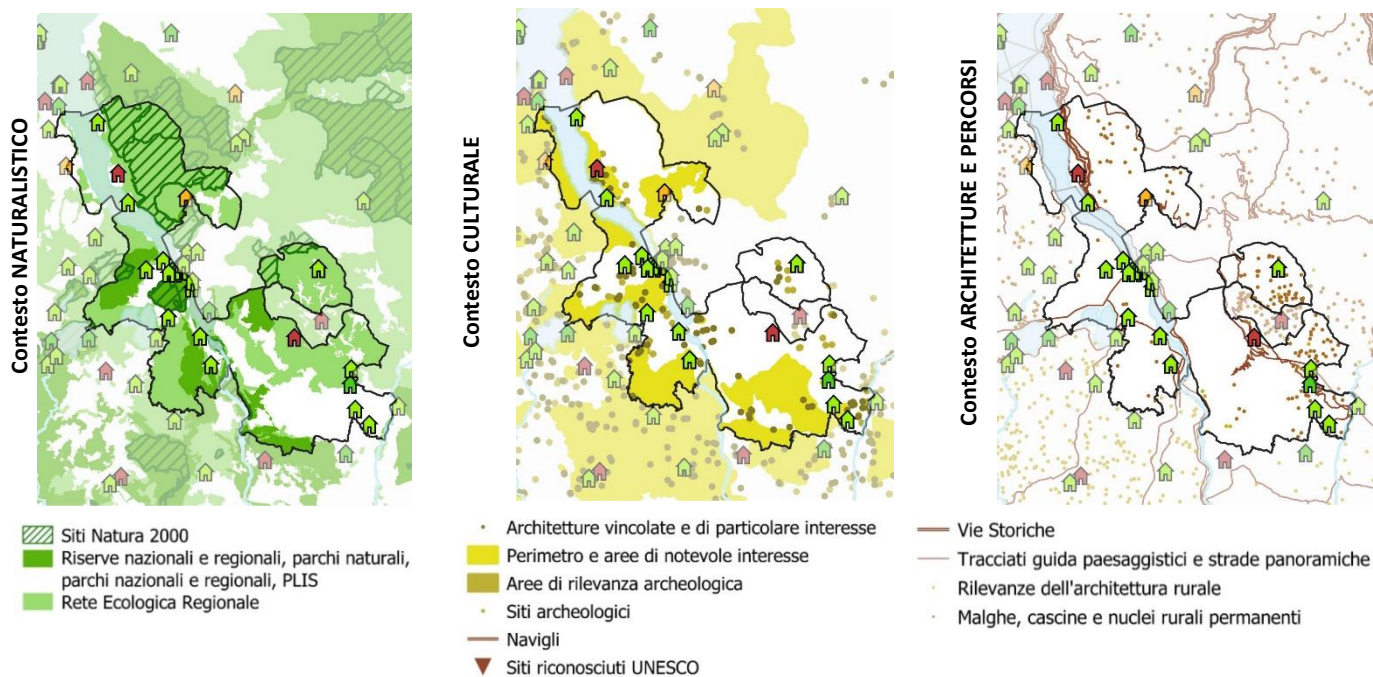 Contesto NATURALISTICO
Siti Natura 2000
Riserve nazionali e regionali, parchi naturali,
parchi nazionali e regionali, PLIS
Rete Ecologica Regionale
Contesto CULTURALE
Architetture vincolate e di particolare interesse
Perimetro e aree di notevole interesse
Aree di rilevanza archeologica
Siti archeologici
Navigli
Siti riconosciuti UNESCO
Contesto ARCHITETTURE E PERCORSI
Vie Storiche
Tracciati guida paesaggistici e strade panoramiche
Rilevanze dell'architettura rurale
Malghe, cascine e nuclei rurali permanenti